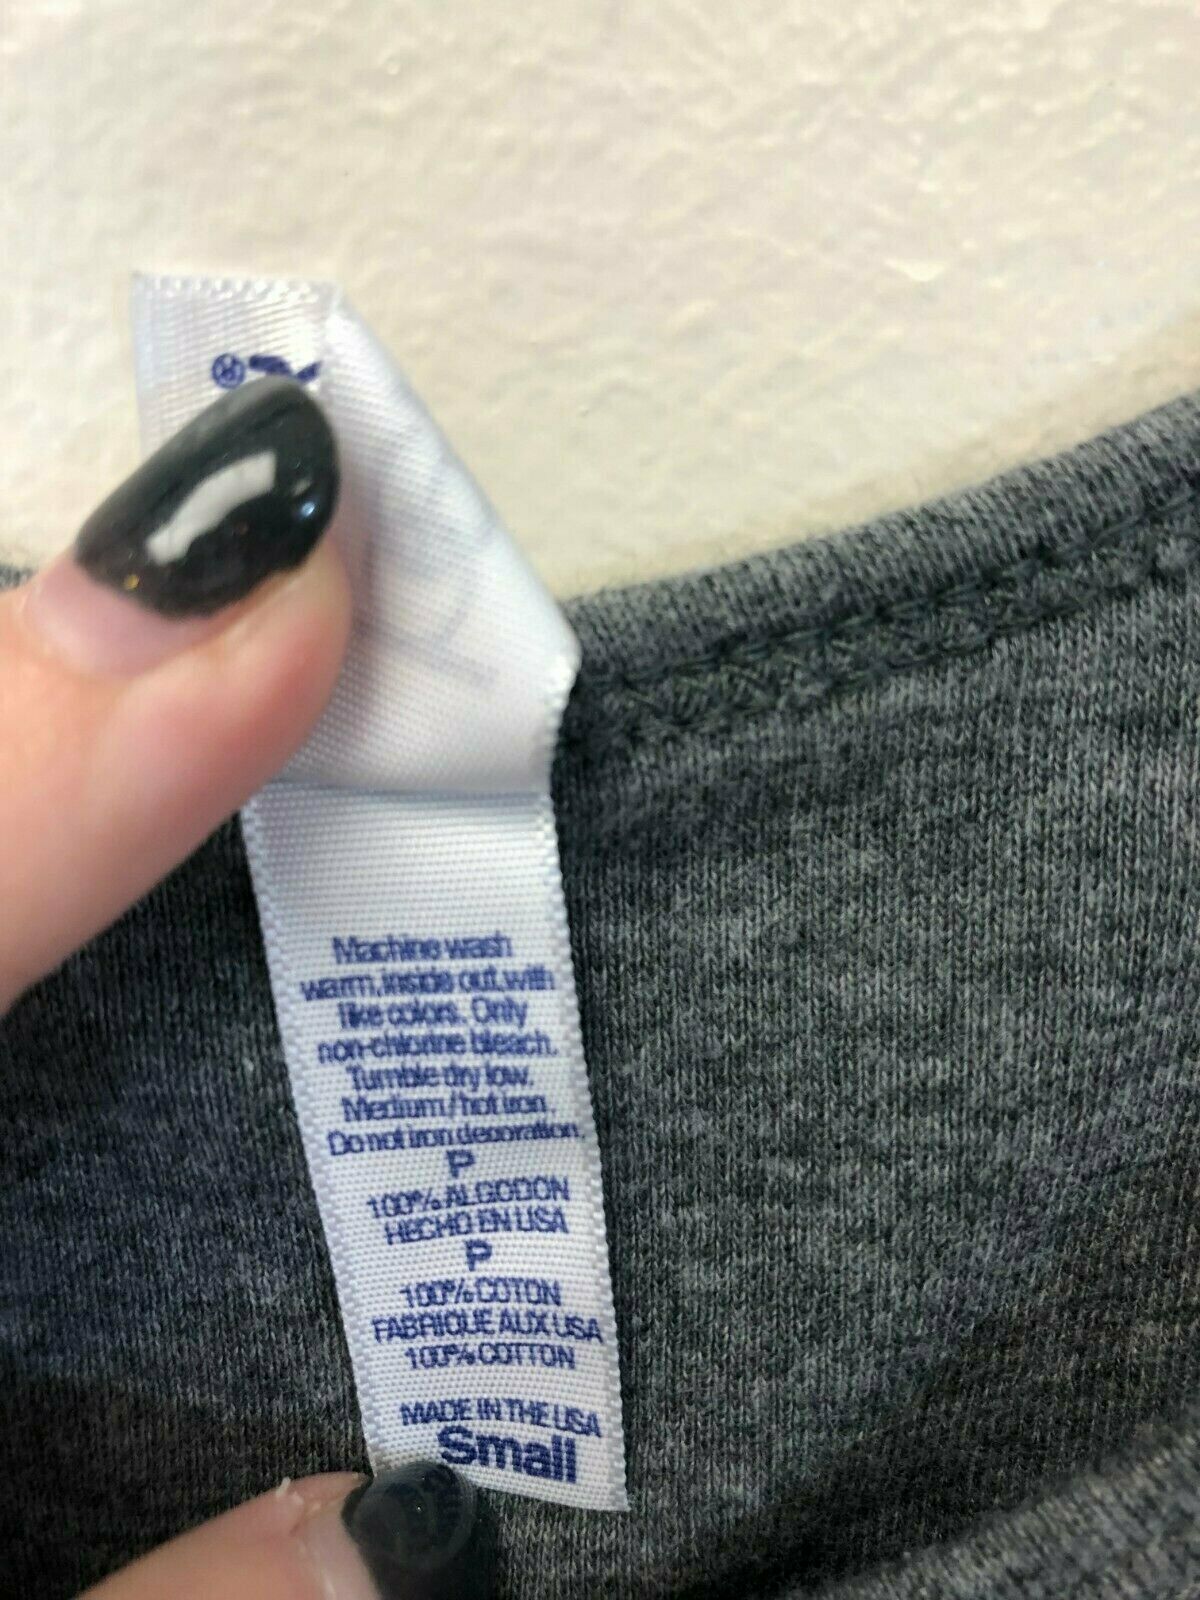 ®
Machine wash
warm, inside out, with
like colors. Only
non-chlorine bleach.
Tumble dry low.
Medium/hot iron.
Do not iron decoration.
P
100% ALGODON
HECHO EN USA
P
100% COTON
FABRIQUE AUX USA
100% COTTON
MADE IN THE USA
Small